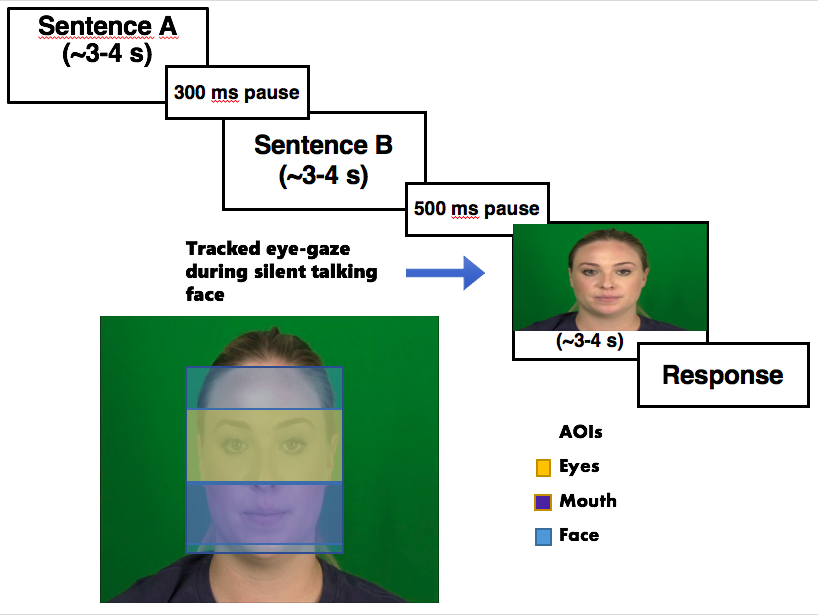 Sentence A
(~3-4 s)
300 ms pause
Sentence B
(~3-4 s)
500 ms pause
Tracked eye-gaze
during silent talking
face
(~3-4 s)
Response
AOIs
Eyes
Mouth
Face